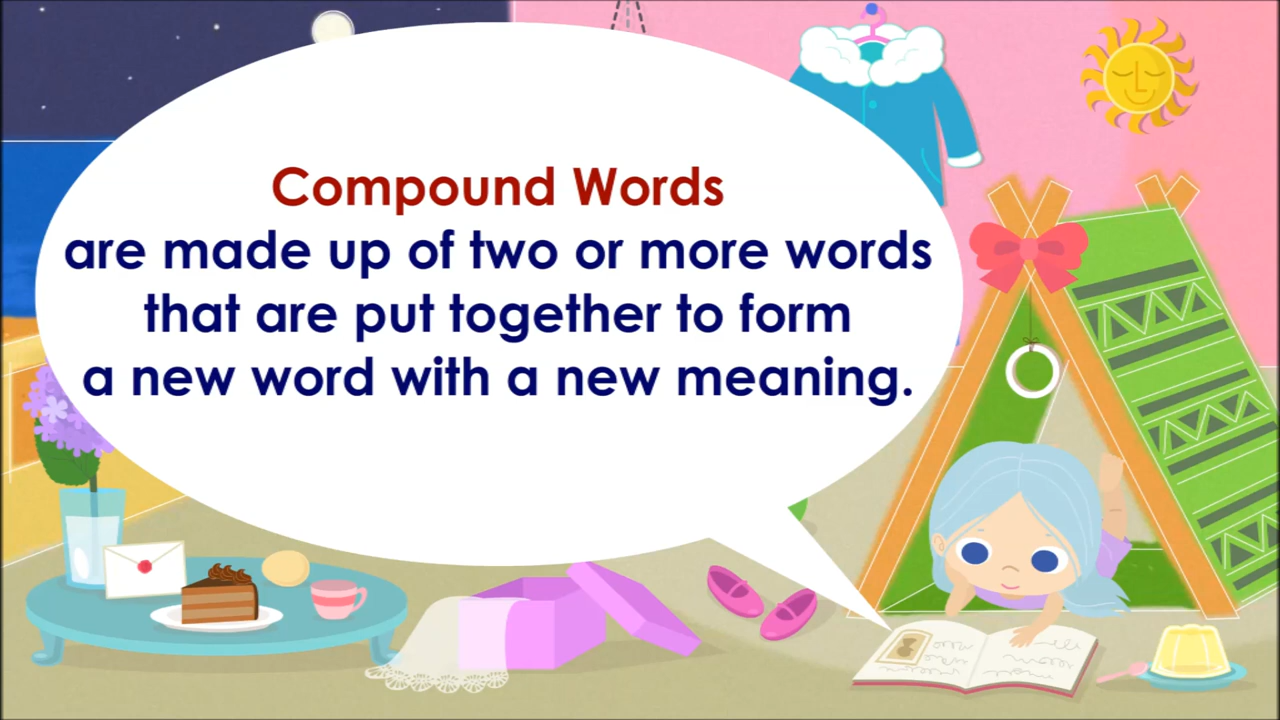 Compound Words
are made up of two or more words
that are put together to form
a new word with a new meaning.